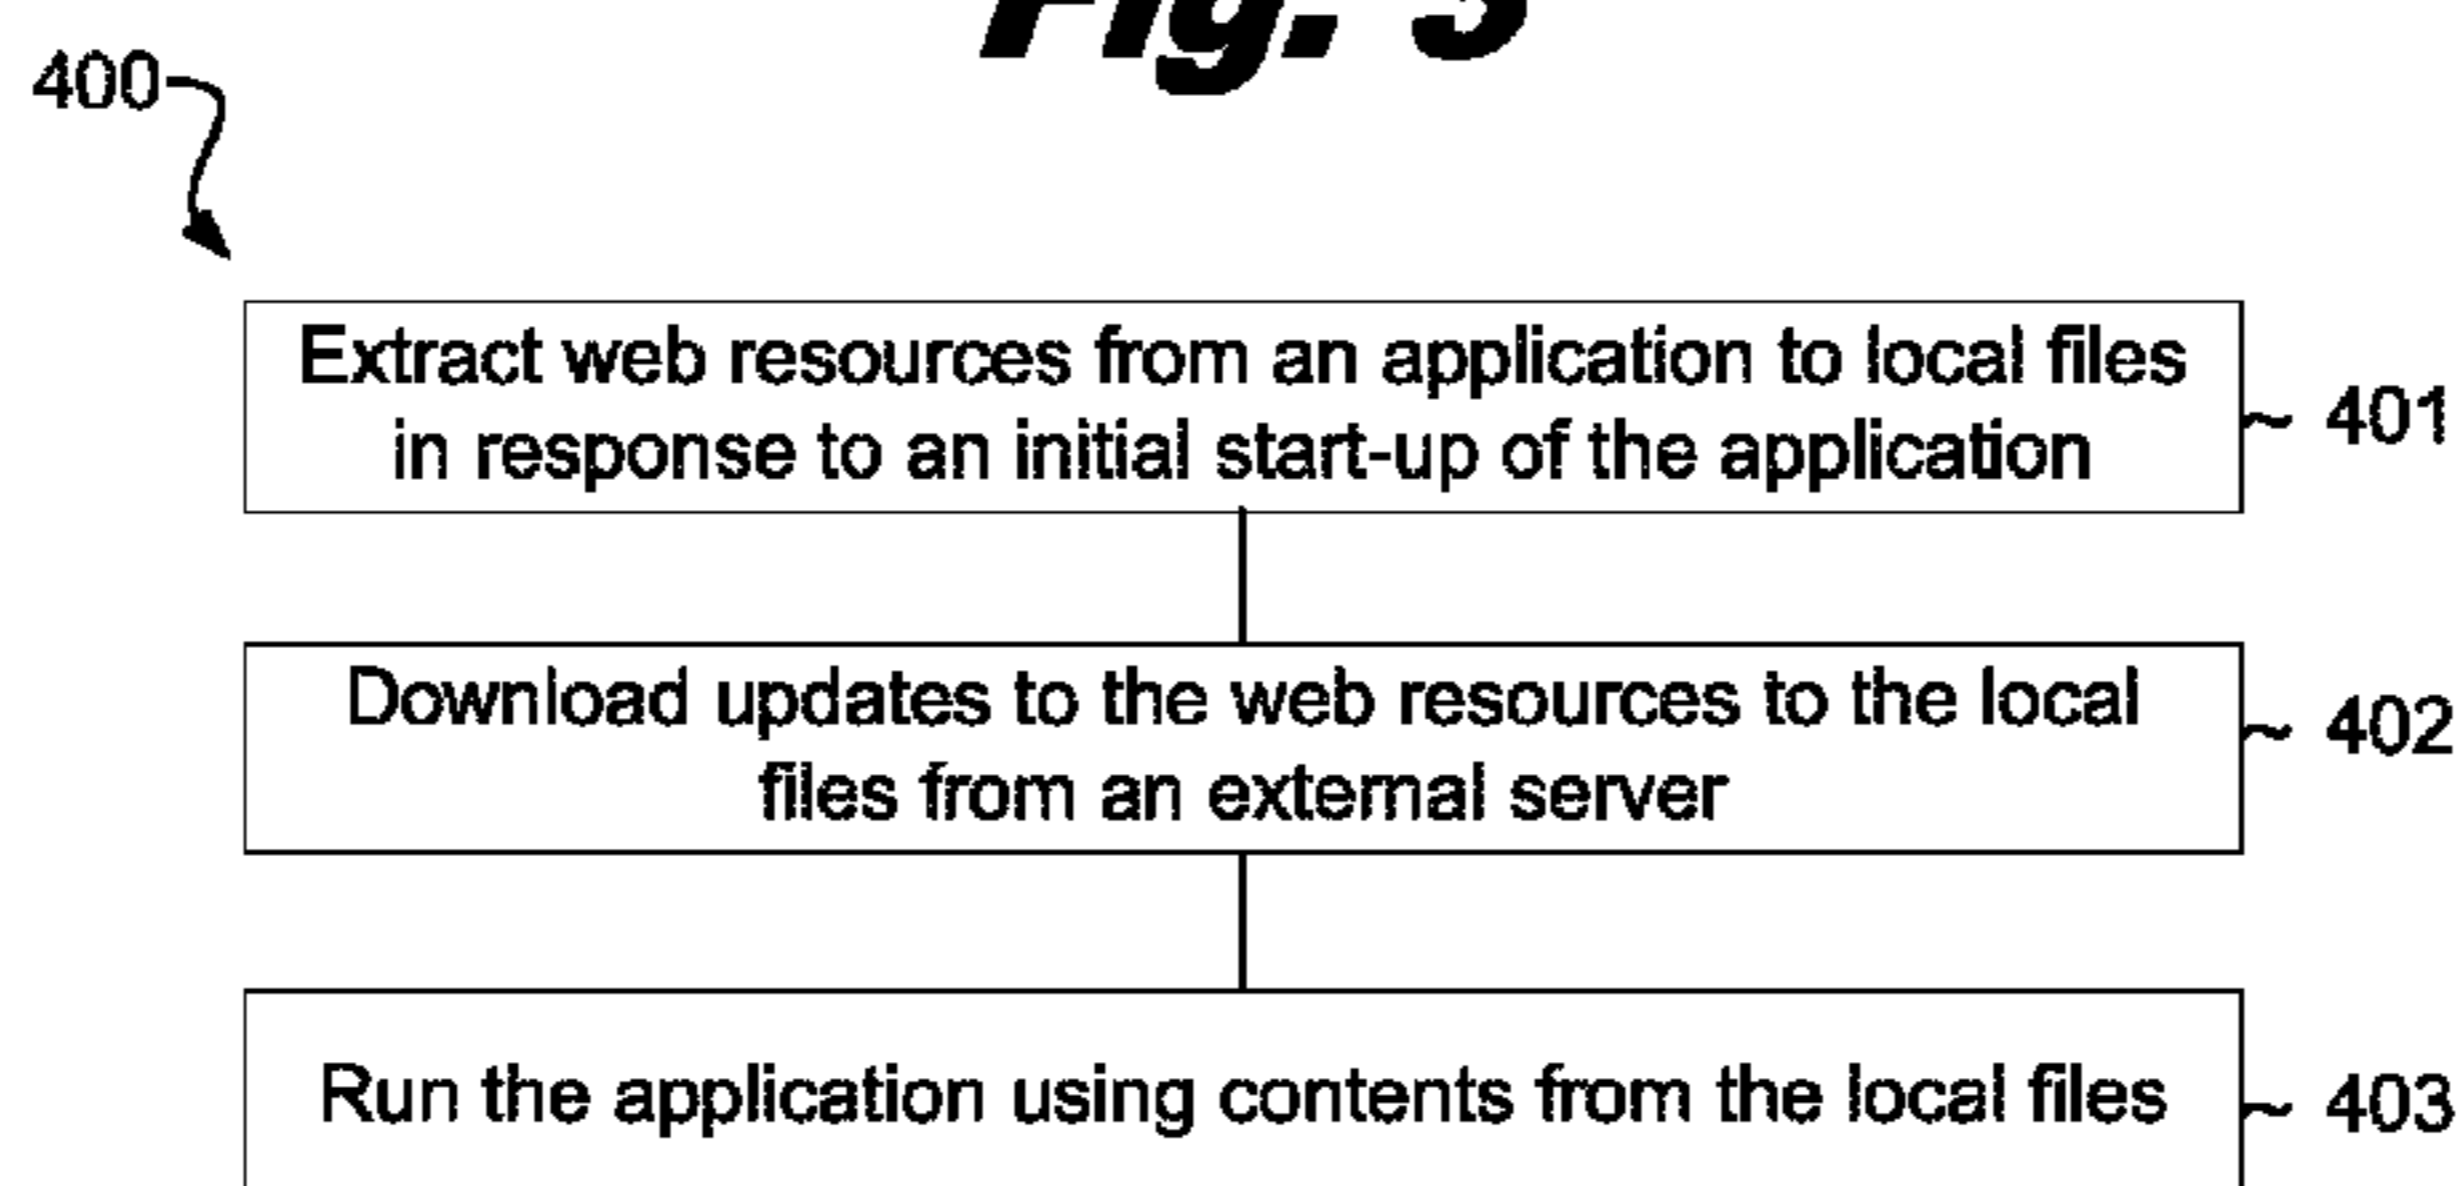 Fig. 3
400
Extract web resources from an application to local files
in response to an initial start-up of the application
401
Download updates to the web resources to the local
files from an external server
402
Run the application using contents from the local files
403